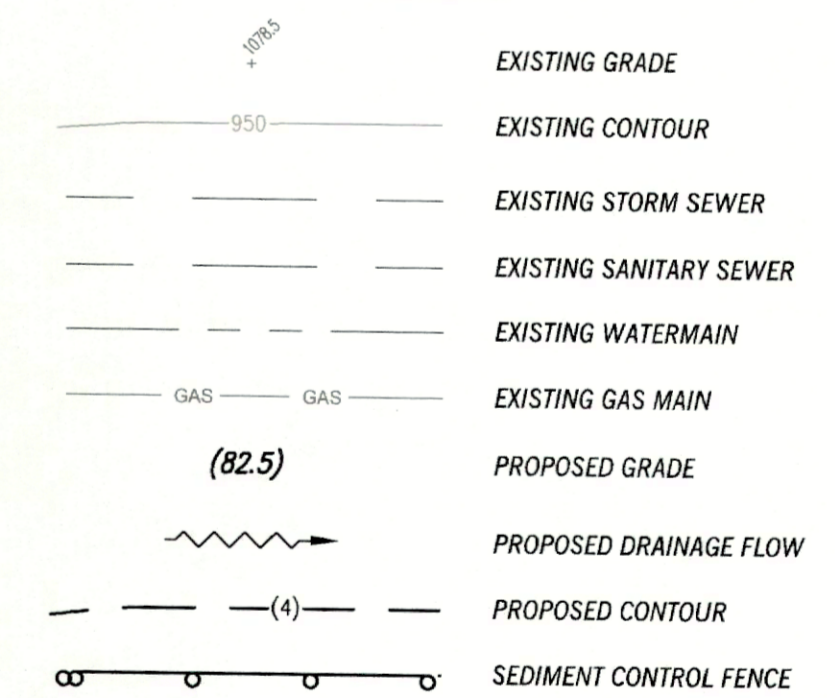 1078.5
EXISTING GRADE
950
EXISTING CONTOUR
EXISTING STORM SEWER
EXISTING SANITARY SEWER
EXISTING WATERMAIN
GAS GAS
EXISTING GAS MAIN
(82.5)
PROPOSED GRADE
PROPOSED DRAINAGE FLOW
(4)
PROPOSED CONTOUR
SEDIMENT CONTROL FENCE